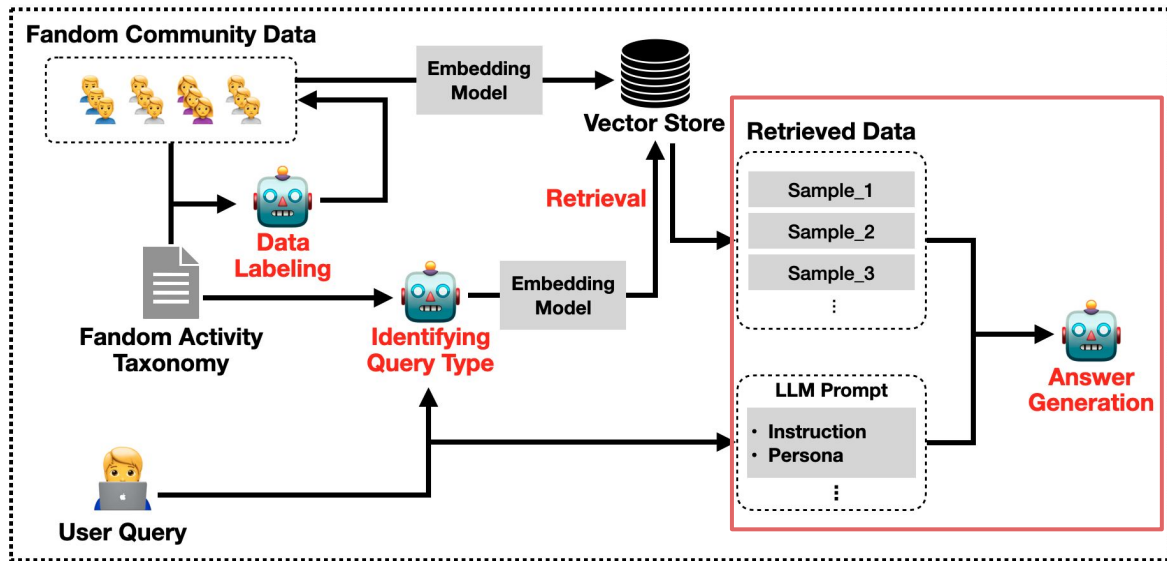 Fandom Community Data
Embedding
Model
Vector Store
Data
Labeling
Fandom Activity
Taxonomy
Identifying
Query Type
Embedding
Model
Retrieval
User Query
Retrieved Data
Sample_1
Sample_2
Sample_3
⋮
LLM Prompt
• Instruction
• Persona
⋮
Answer
Generation